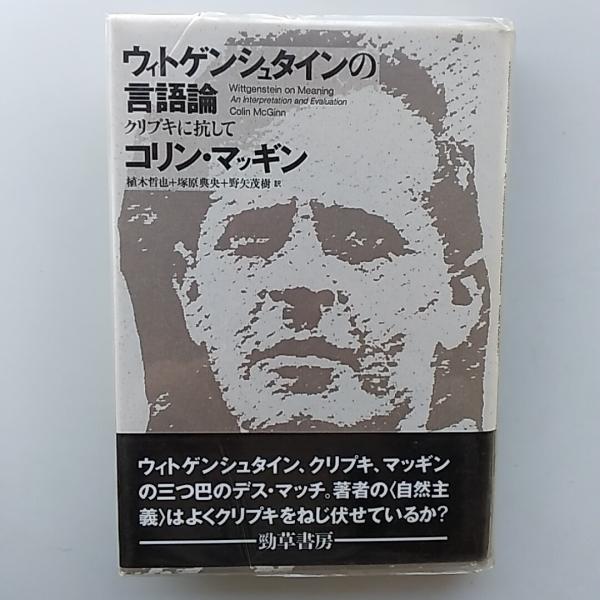 ウィトゲンシュタインの
言語論
Wittgenstein on Meaning
An Interpretation and Evaluation
Colin McGinn
クリプキに抗して
コリン・マッギン
植木哲也+塚原典央+野矢茂樹 訳
ウィトゲンシュタイン、クリプキ、マッギン
の三つ巴のデス・マッチ。著者の〈自然主
義〉はよくクリプキをねじ伏せているか?
勁草書房